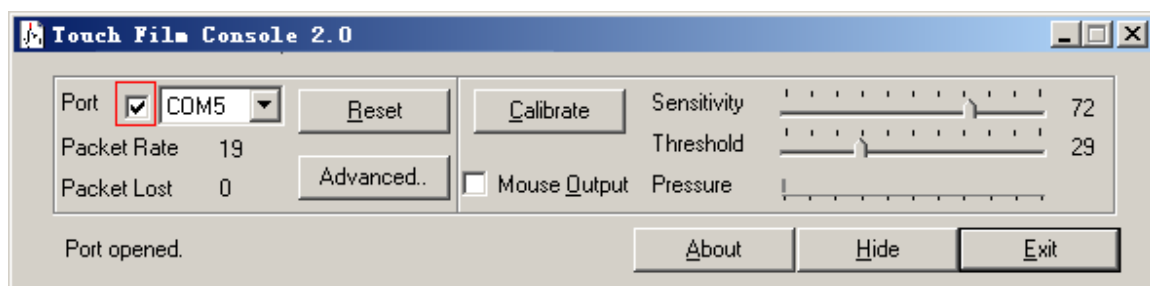 Touch Film Console 2.0
Port COM5 Reset Calibrate Sensitivity 72
Packet Rate 19 Threshold 29
Packet Lost 0 Advanced.. Mouse Output Pressure
Port opened. About Hide Exit